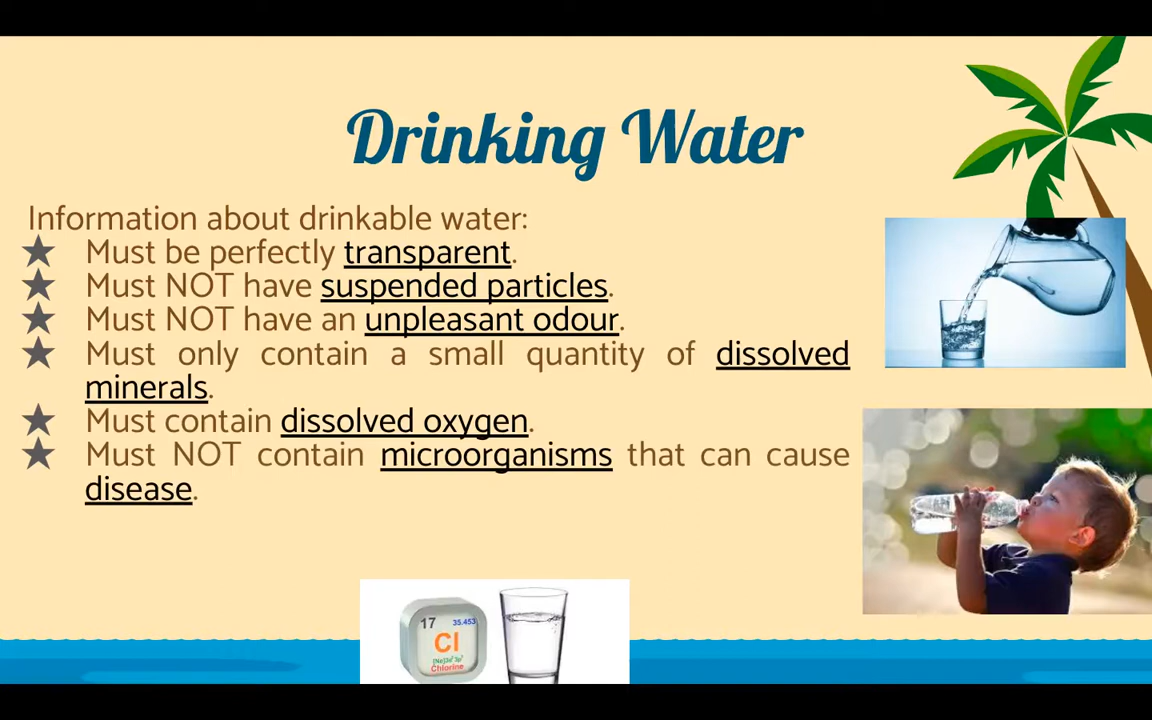 Drinking Water
Information about drinkable water:
★ Must be perfectly transparent.
★ Must NOT have suspended particles.
★ Must NOT have an unpleasant odour.
★ Must only contain a small quantity of dissolved
minerals.
★ Must contain dissolved oxygen.
★ Must NOT contain microorganisms that can cause
disease.
17 35.453
Cl
Chlorine